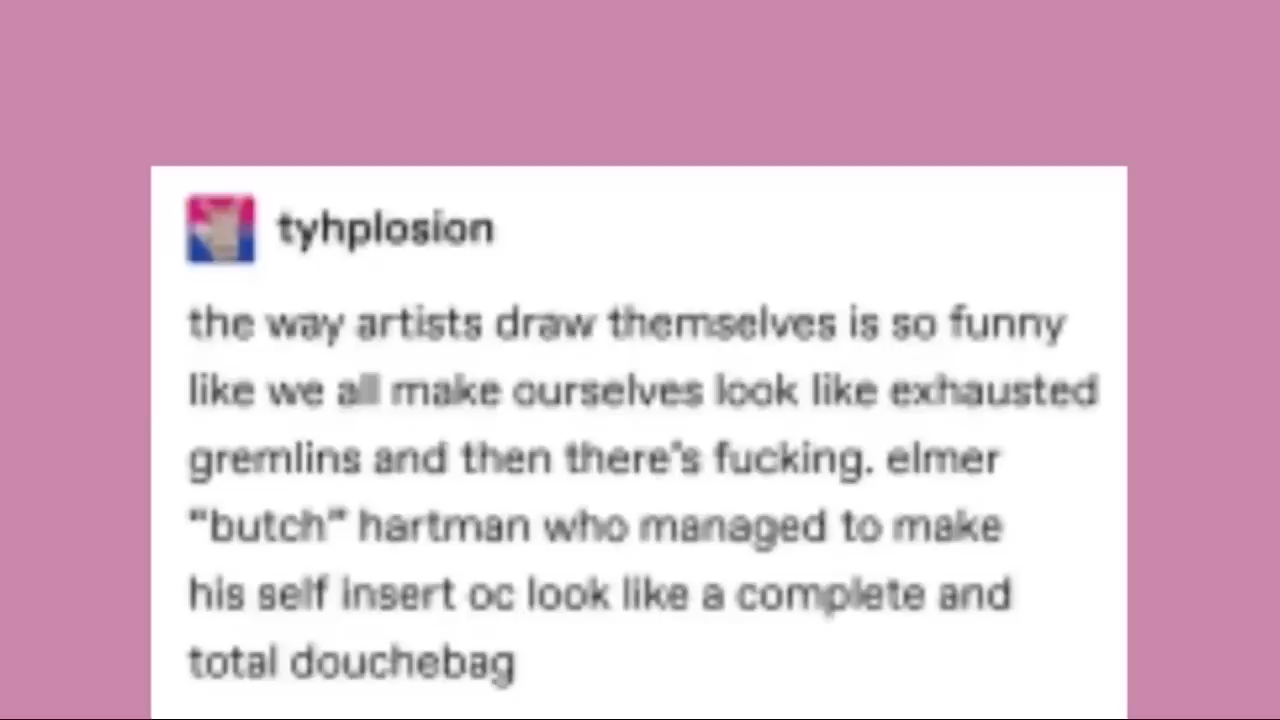 tyhplosion
the way artists draw themselves is so funny
like we all make ourselves look like exhausted
gremlins and then there's fucking. elmer
"butch" hartman who managed to make
his self insert oc look like a complete and
total douchebag